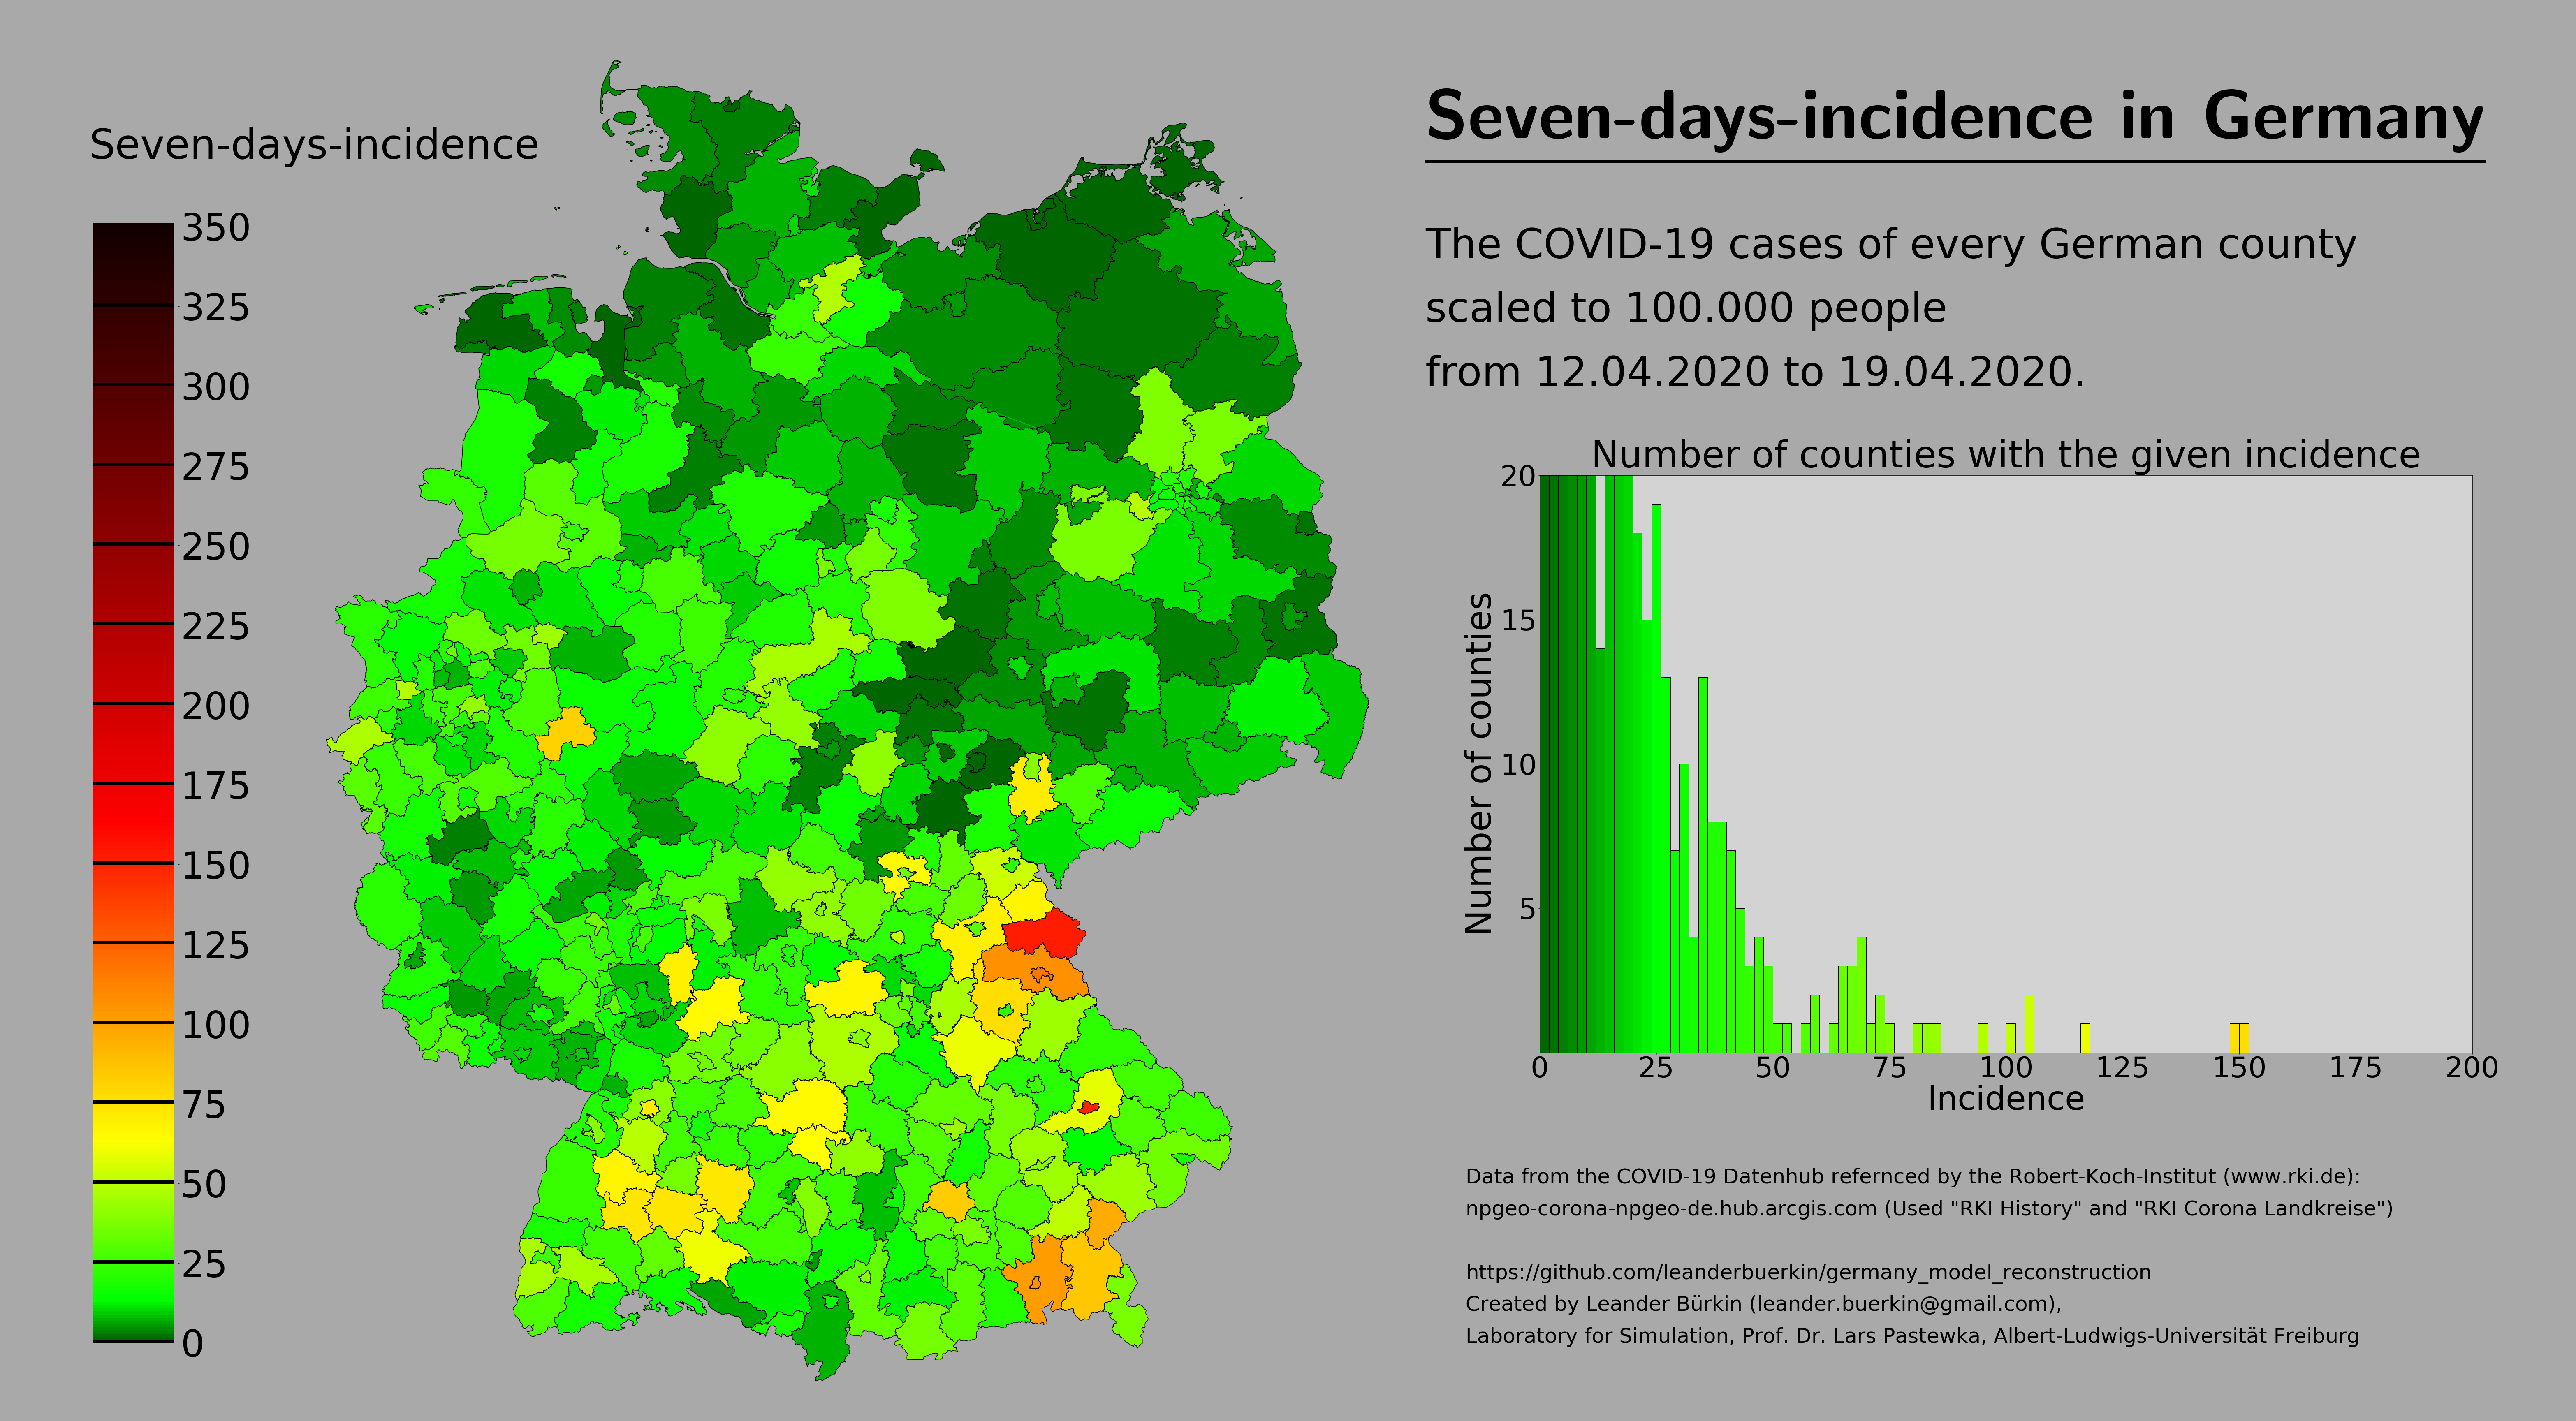 Seven-days-incidence in Germany
Seven-days-incidence
350
325
300
275
250
225
200
175
150
125
100
75
50
25
0
The COVID-19 cases of every German county
scaled to 100.000 people
from 12.04.2020 to 19.04.2020.
Number of counties with the given incidence
20
15
10
5
Number of counties
0 25 50 75 100 125 150 175 200
Incidence
Data from the COVID-19 Datenhub refernced by the Robert-Koch-Institut (www.rki.de):
npgeo-corona-npgeo-de.hub.arcgis.com (Used "RKI History" and "RKI Corona Landkreise")
https://github.com/leanderbuerkin/germany_model_reconstruction
Created by Leander Bürkin (leander.buerkin@gmail.com),
Laboratory for Simulation, Prof. Dr. Lars Pastewka, Albert-Ludwigs-Universität Freiburg